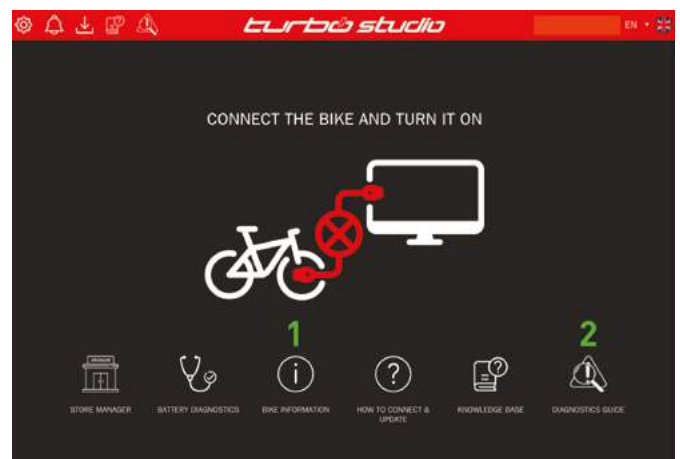 turbo studio
EN
CONNECT THE BIKE AND TURN IT ON
1
2
STORE MANAGER
BATTERY DIAGNOSTICS
BIKE INFORMATION
HOW TO CONNECT &
UPDATE
KNOWLEDGE BASE
DIAGNOSTICS GUIDE